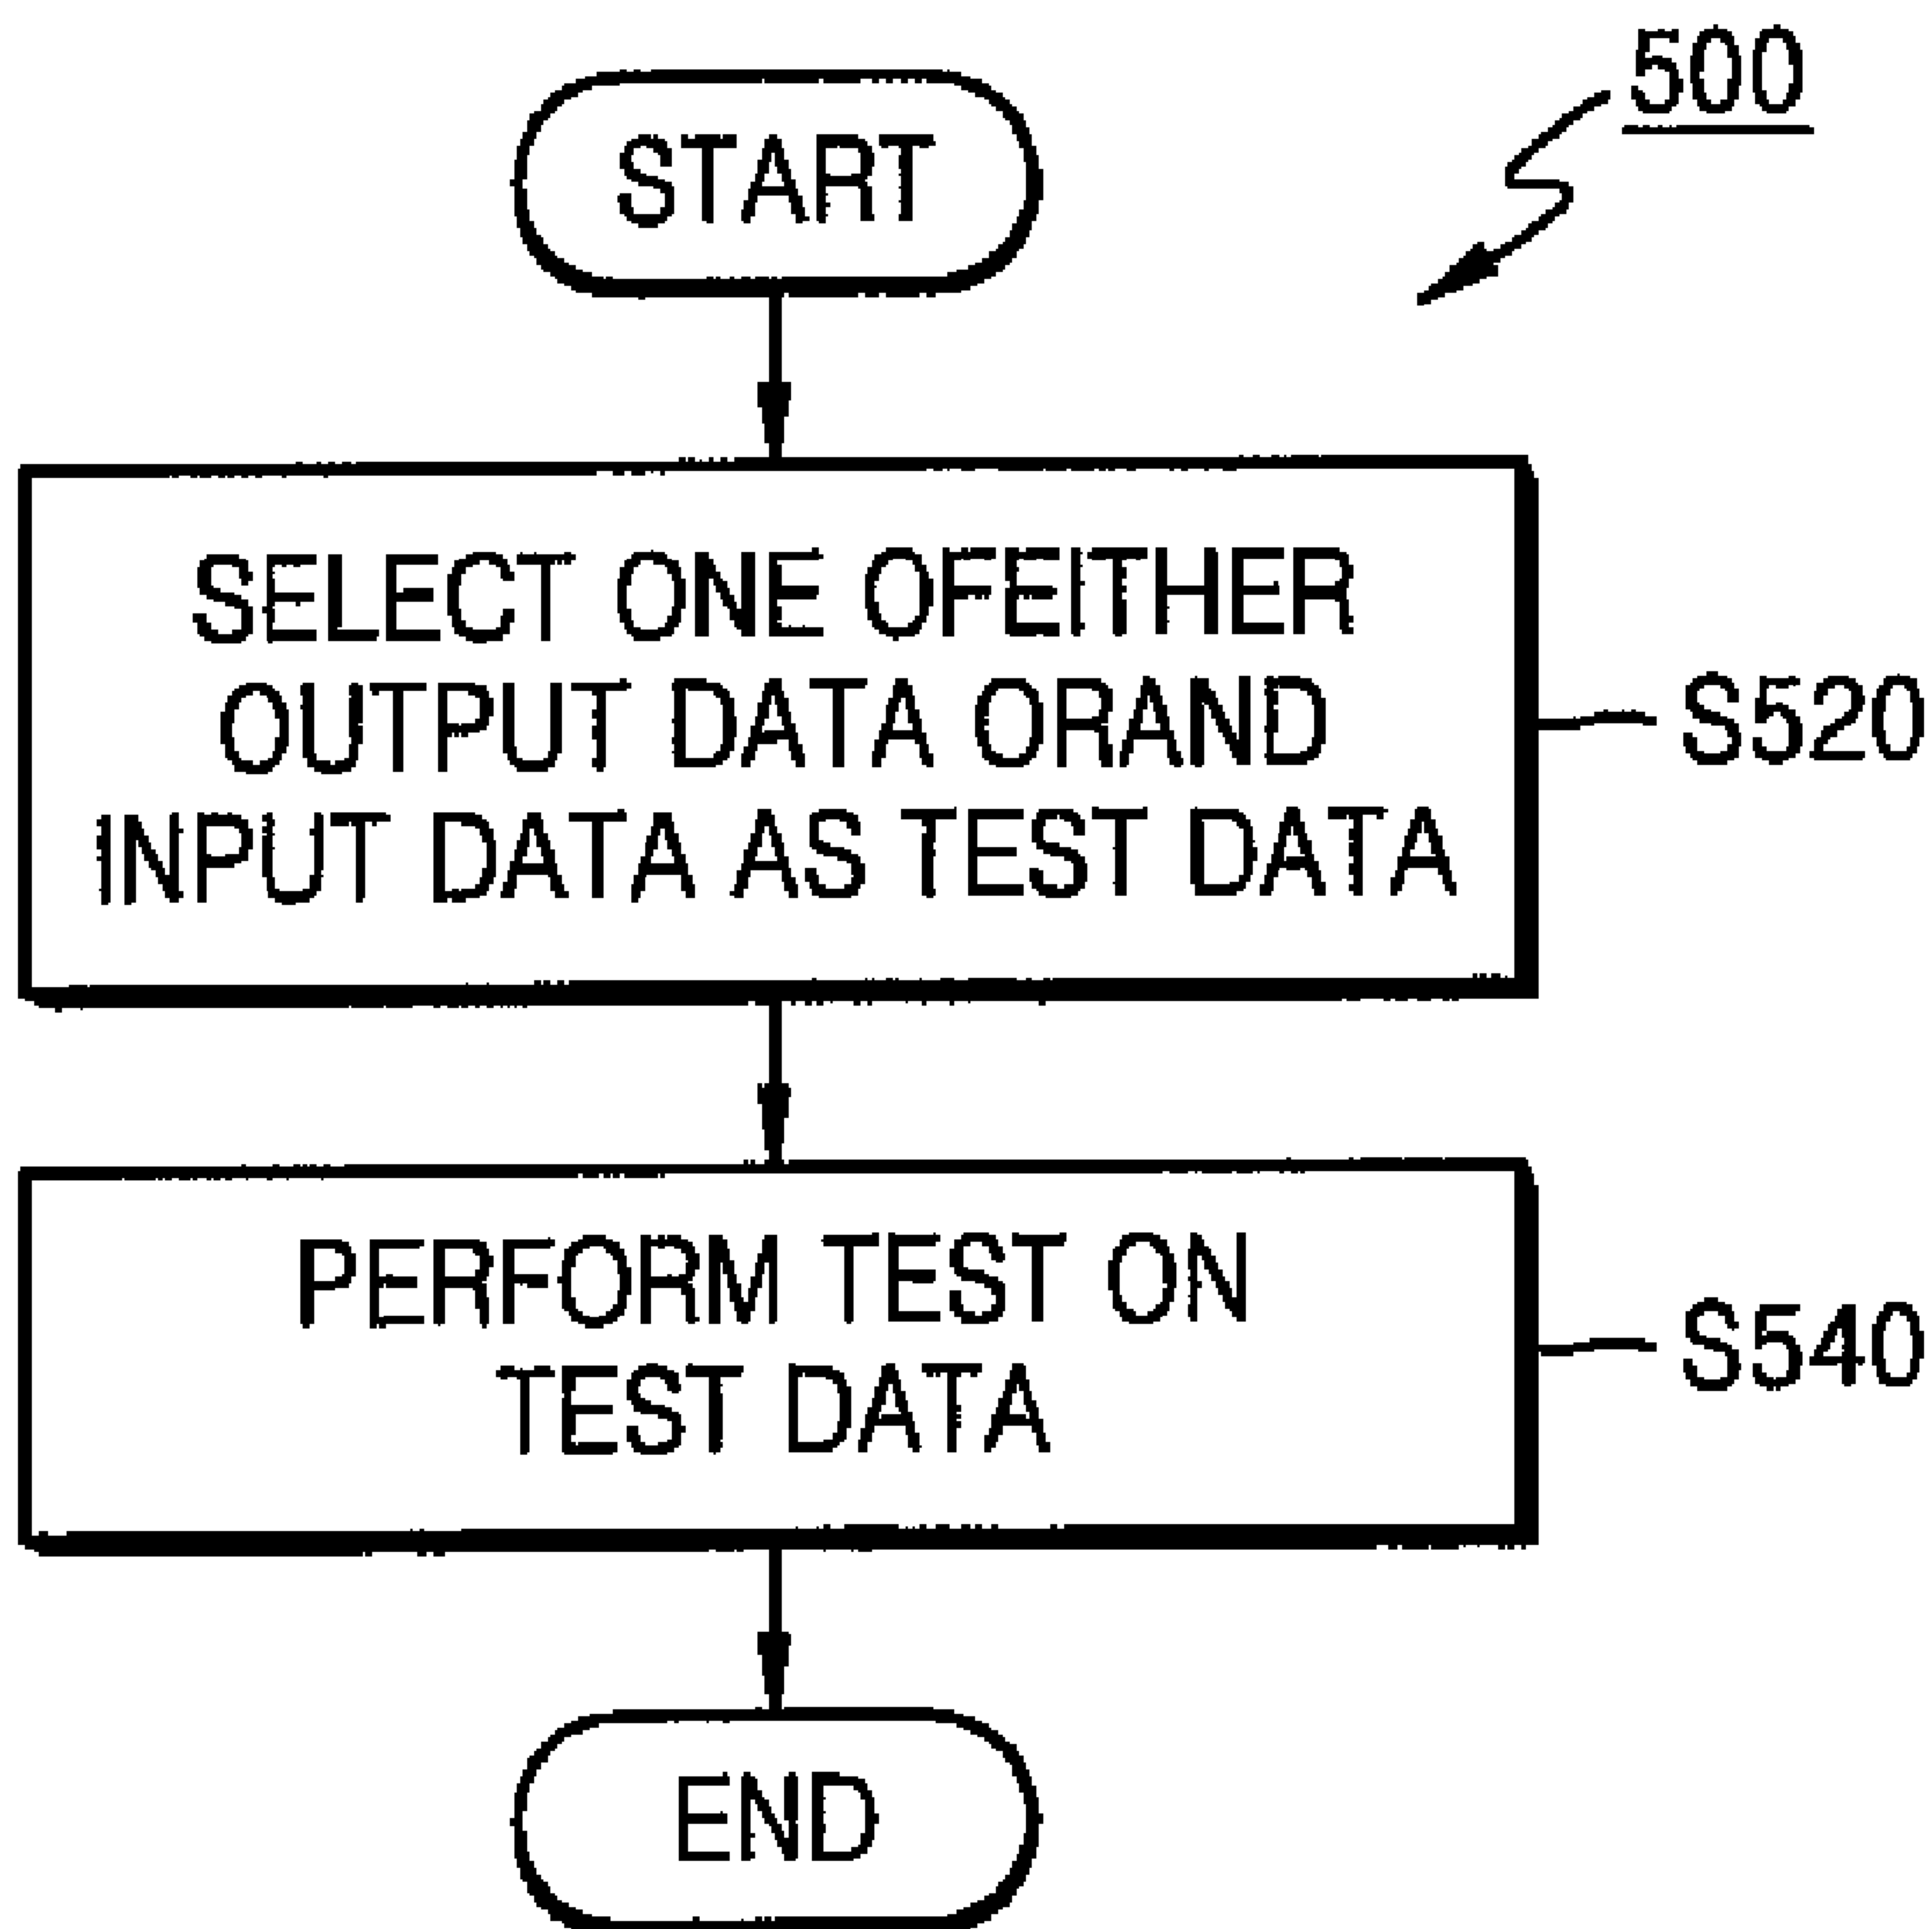 500
START
SELECT ONE OFEITHER
OUTPUT DATA ORAND
INPUT DATA AS TEST DATA
S520
PERFORM TEST ON
TEST DATA
S540
END